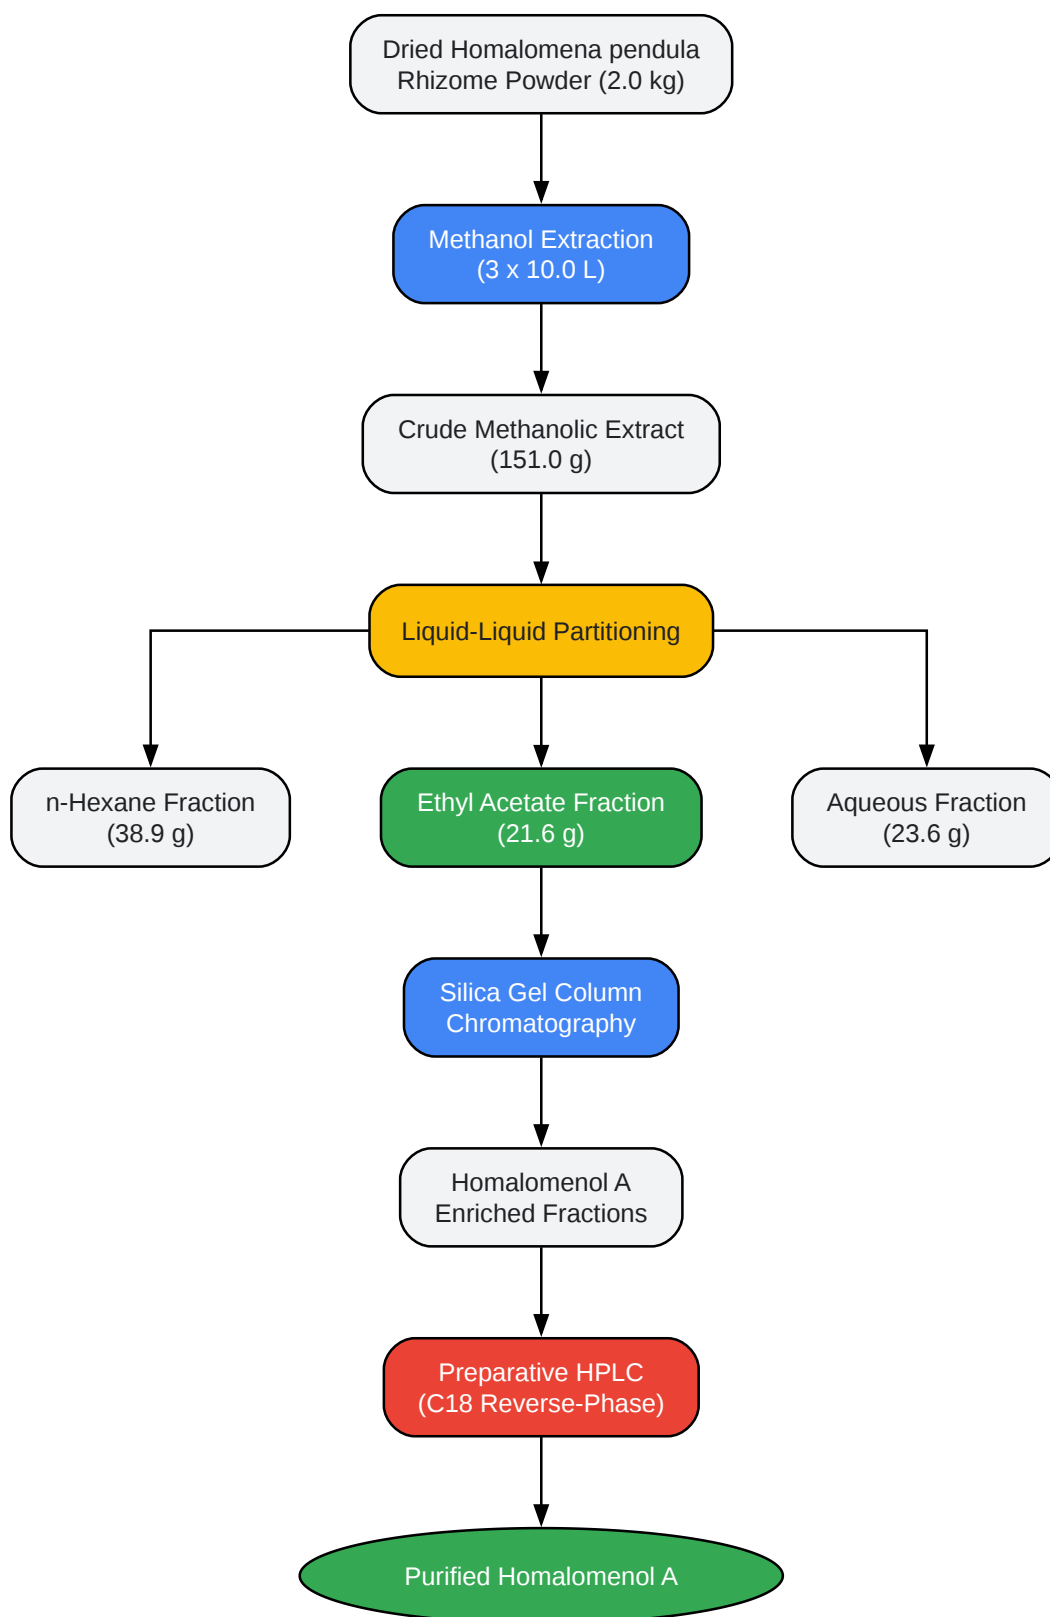 Dried Homalomena pendula
Rhizome Powder (2.0 kg)
Methanol Extraction
(3 x 10.0 L)
Crude Methanolic Extract
(151.0 g)
Liquid-Liquid Partitioning
n-Hexane Fraction
(38.9 g)
Ethyl Acetate Fraction
(21.6 g)
Aqueous Fraction
(23.6 g)
Silica Gel Column
Chromatography
Homalomenol A
Enriched Fractions
Preparative HPLC
(C18 Reverse-Phase)
Purified Homalomenol A